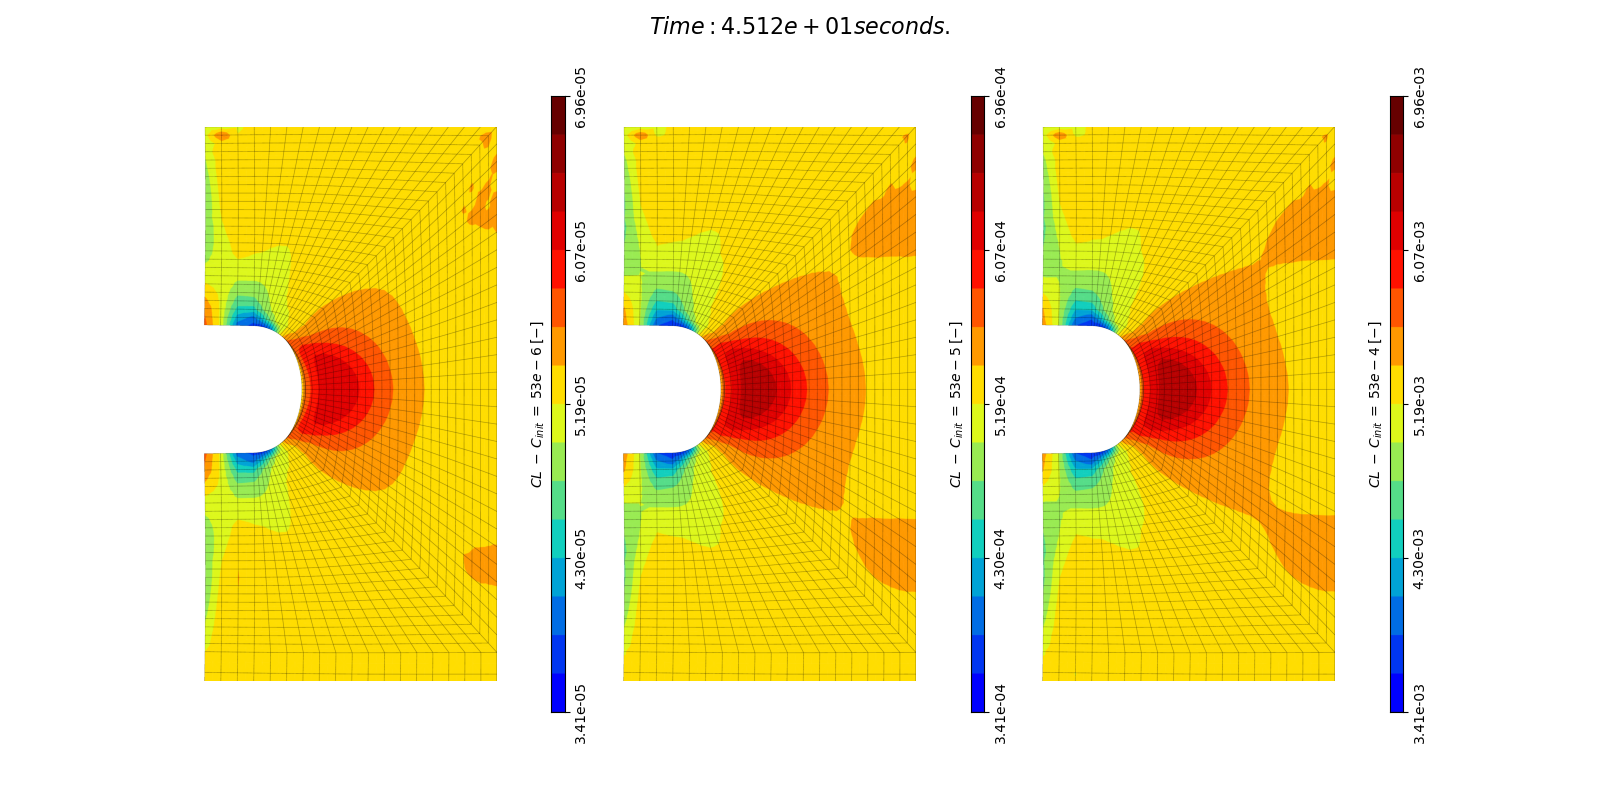 Time : 4.512e + 01seconds.
6.96e-05
6.07e-05
5.19e-05
4.30e-05
3.41e-05
CL − C_init = 53e − 6 [−]
6.96e-04
6.07e-04
5.19e-04
4.30e-04
3.41e-04
CL − C_init = 53e − 5 [−]
6.96e-03
6.07e-03
5.19e-03
4.30e-03
3.41e-03
CL − C_init = 53e − 4 [−]